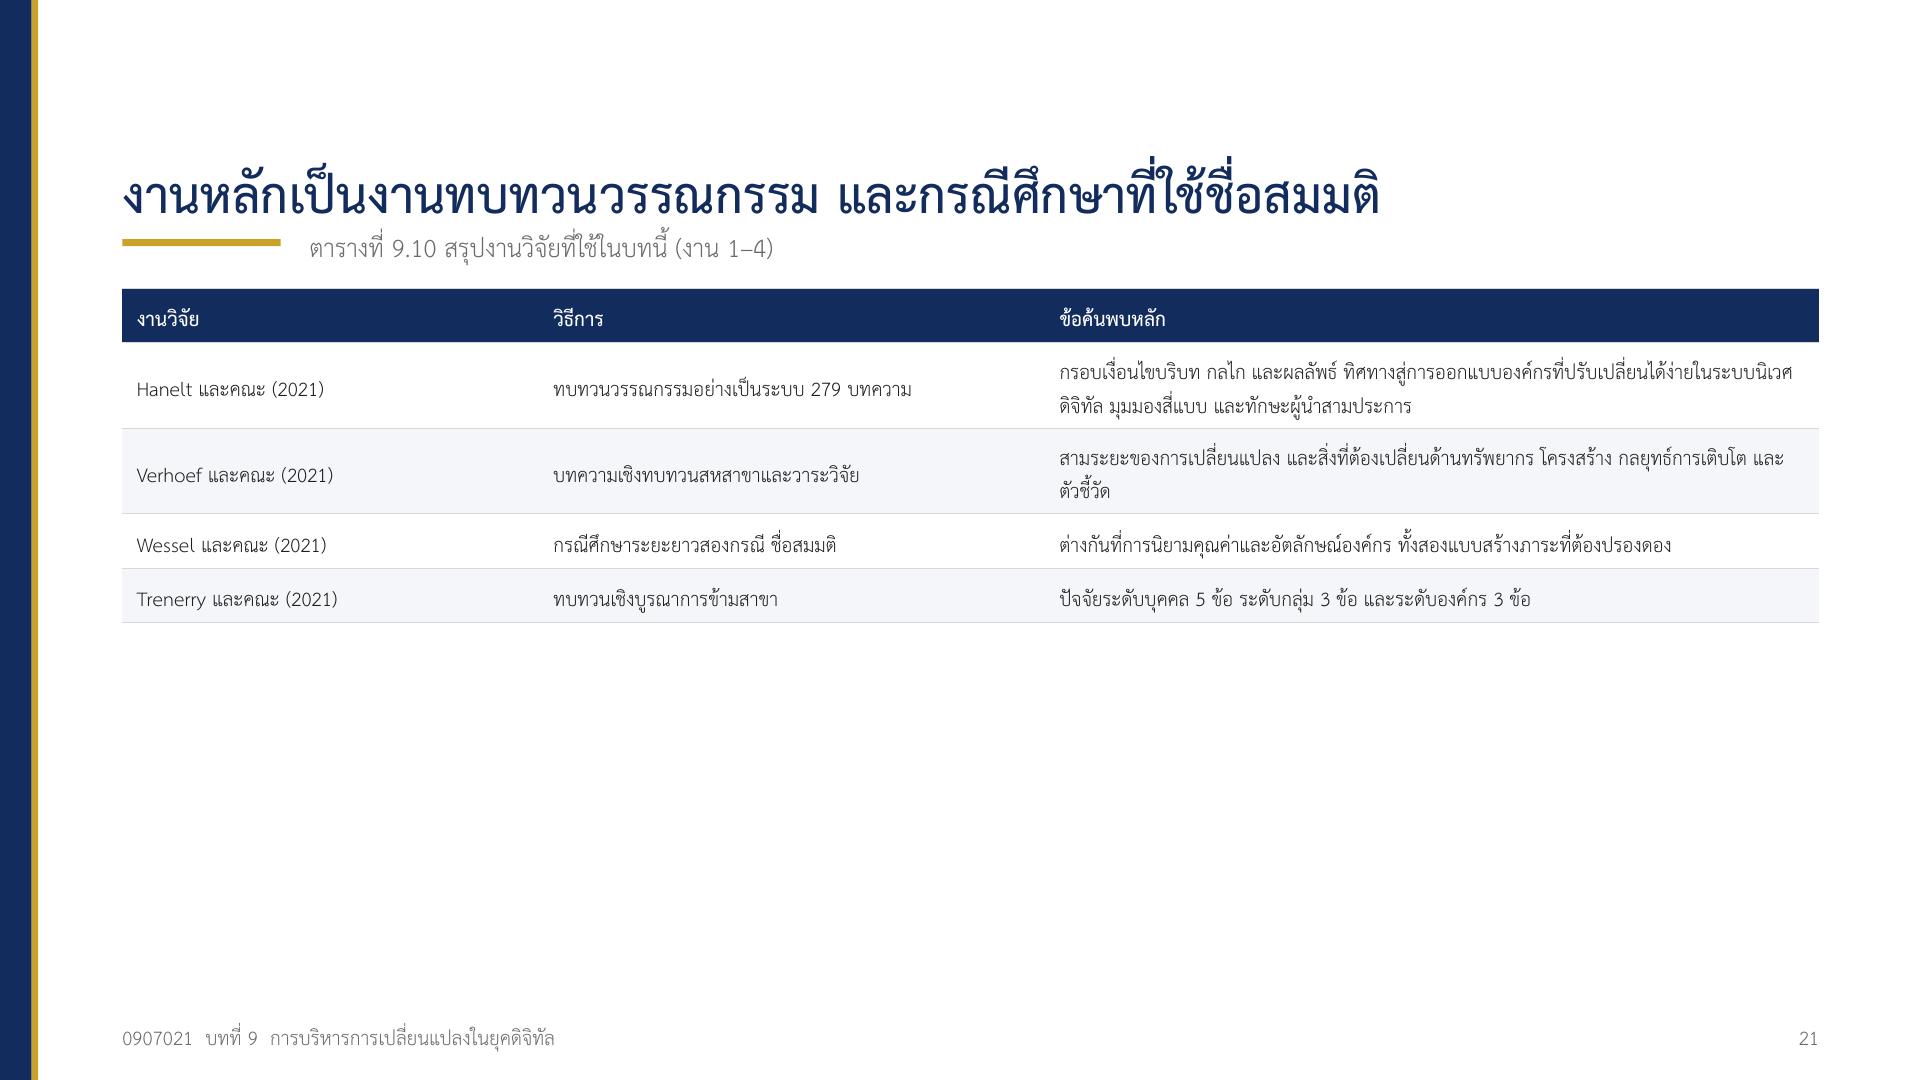 งานหลักเป็นงานทบทวนวรรณกรรม และกรณีศึกษาที่ใช้ชื่อสมมติ
ตารางที่ 9.10 สรุปงานวิจัยที่ใช้ในบทนี้ (งาน 1–4)
งานวิจัย วิธีการ ข้อค้นพบหลัก
Hanelt และคณะ (2021) ทบทวนวรรณกรรมอย่างเป็นระบบ 279 บทความ กรอบเงื่อนไขบริบท กลไก และผลลัพธ์ ทิศทางสู่การออกแบบองค์กรที่ปรับเปลี่ยนได้ง่ายในระบบนิเวศ
ดิจิทัล มุมมองสี่แบบ และทักษะผู้นำสามประการ
Verhoef และคณะ (2021) บทความเชิงทบทวนสหสาขาและวาระวิจัย สามระยะของการเปลี่ยนแปลง และสิ่งที่ต้องเปลี่ยนด้านทรัพยากร โครงสร้าง กลยุทธ์การเติบโต และ
ตัวชี้วัด
Wessel และคณะ (2021) กรณีศึกษาระยะยาวสองกรณี ชื่อสมมติ ต่างกันที่การนิยามคุณค่าและอัตลักษณ์องค์กร ทั้งสองแบบสร้างภาระที่ต้องปรองดอง
Trenerry และคณะ (2021) ทบทวนเชิงบูรณาการข้ามสาขา ปัจจัยระดับบุคคล 5 ข้อ ระดับกลุ่ม 3 ข้อ และระดับองค์กร 3 ข้อ
0907021 บทที่ 9 การบริหารการเปลี่ยนแปลงในยุคดิจิทัล 21